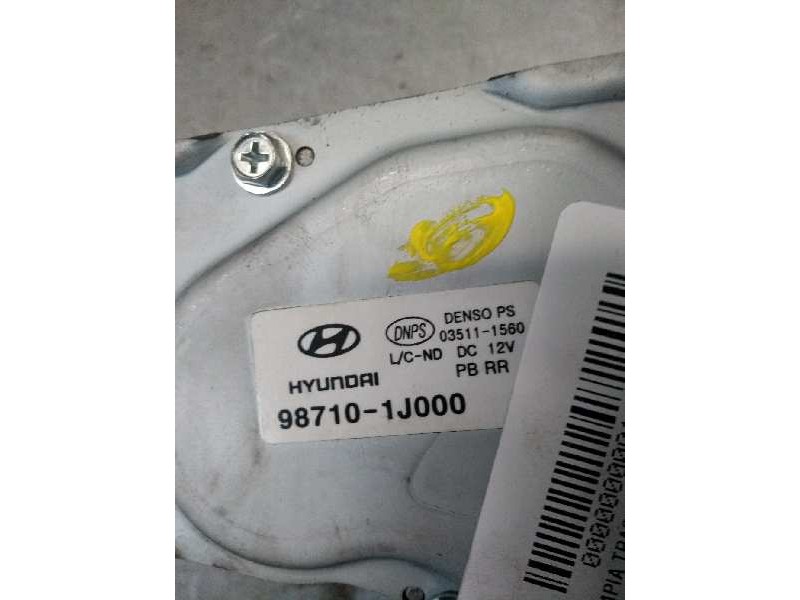 DNPS
DENSO PS
03511-1560
L/C-ND DC 12V
PB RR
HYUNDAI
98710-1J000